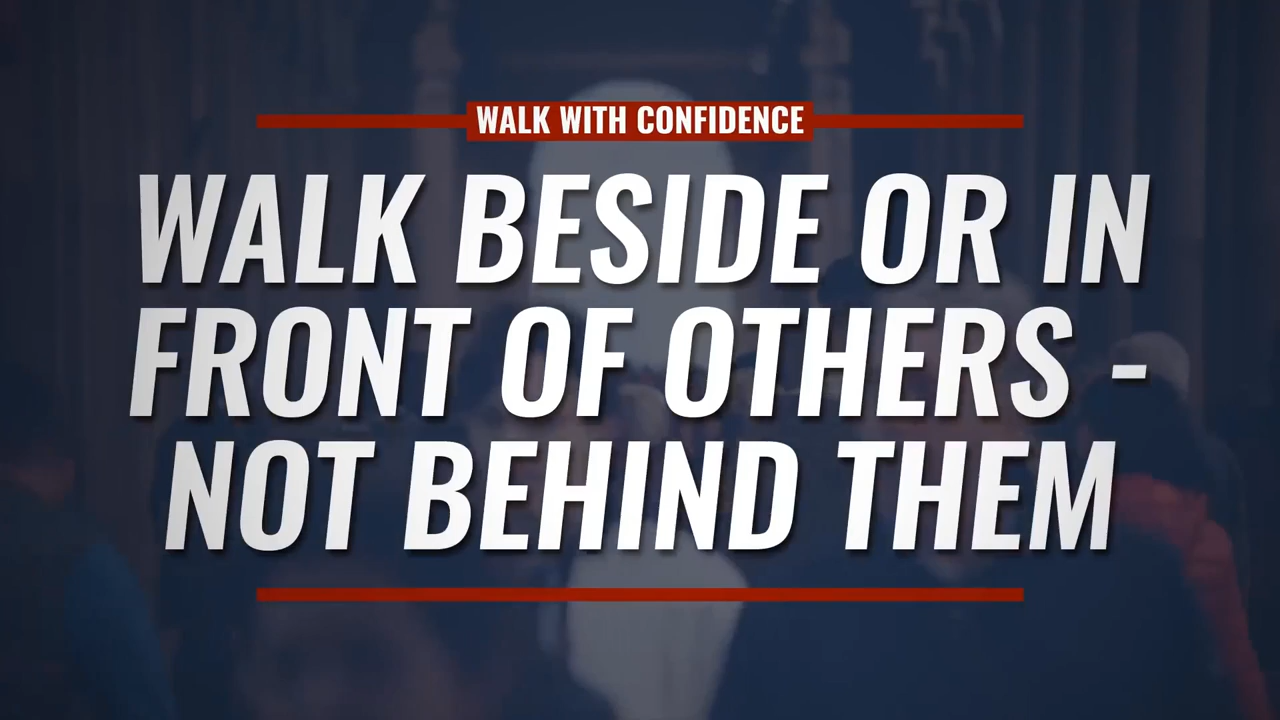 WALK WITH CONFIDENCE
WALK BESIDE OR IN
FRONT OF OTHERS -
NOT BEHIND THEM